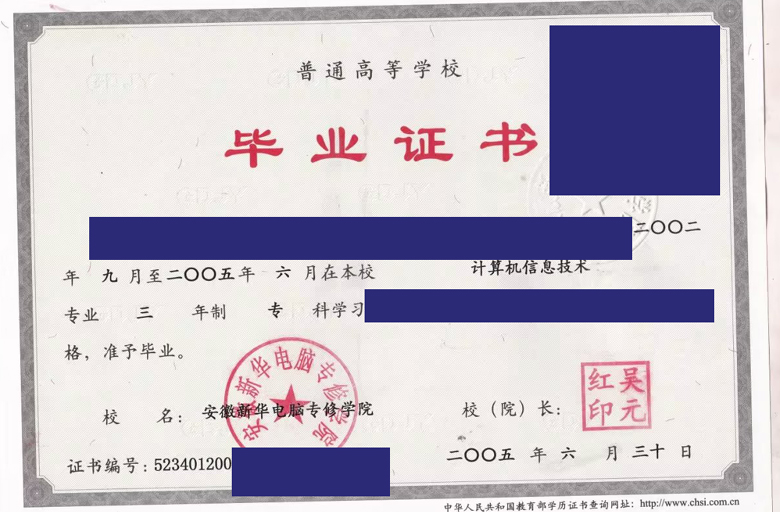 普通高等学校
毕业证书
二〇〇二
年 九 月至二〇〇五年 六 月在本校 计算机信息技术
专业 三 年制 专 科学习
格，准予毕业。
安徽新华电脑专修学院
校 名：安徽新华电脑专修学院 校（院）长：
吴元红印
证书编号：523401200
二〇〇五 年 六 月 三十 日
中华人民共和国教育部学历证书查询网址：http://www.chsi.com.cn